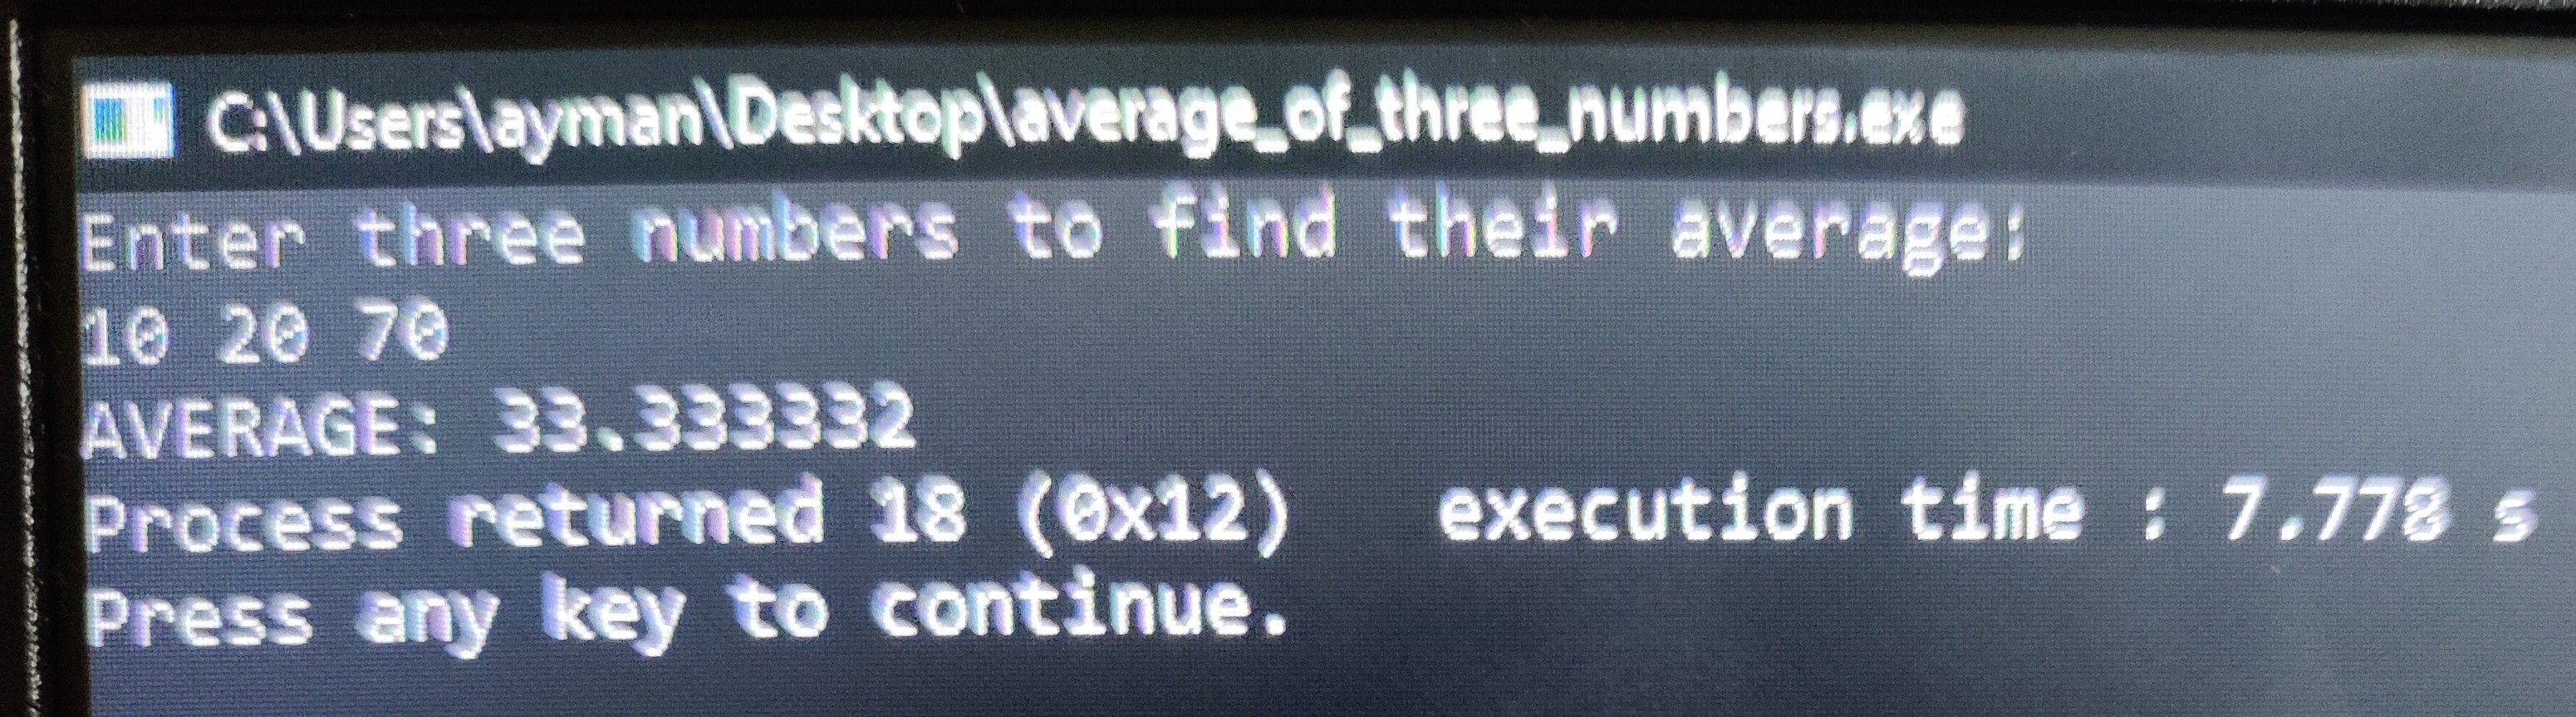 C:\Users\ayman\Desktop\average_of_three_numbers.exe
Enter three numbers to find their average:
10 20 70
AVERAGE: 33.333332
Process returned 18 (0x12)   execution time : 7.778 s
Press any key to continue.